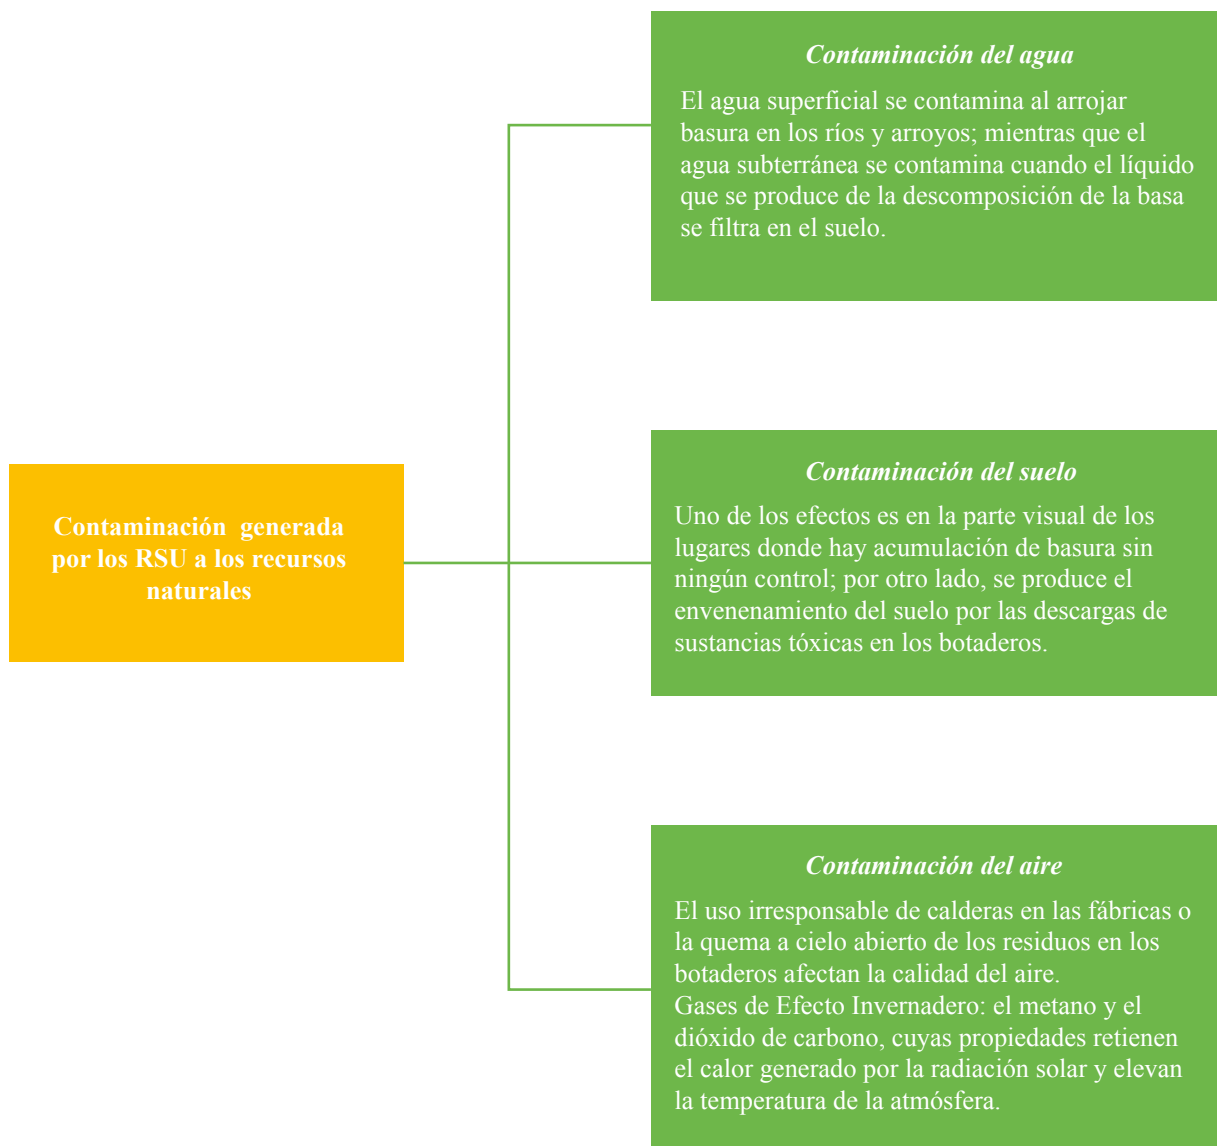 Contaminación del agua
El agua superficial se contamina al arrojar
basura en los ríos y arroyos; mientras que el
agua subterránea se contamina cuando el líquido
que se produce de la descomposición de la basa
se filtra en el suelo.
Contaminación generada
por los RSU a los recursos
naturales
Contaminación del suelo
Uno de los efectos es en la parte visual de los
lugares donde hay acumulación de basura sin
ningún control; por otro lado, se produce el
envenenamiento del suelo por las descargas de
sustancias tóxicas en los botaderos.
Contaminación del aire
El uso irresponsable de calderas en las fábricas o
la quema a cielo abierto de los residuos en los
botaderos afectan la calidad del aire.
Gases de Efecto Invernadero: el metano y el
dióxido de carbono, cuyas propiedades retienen
el calor generado por la radiación solar y elevan
la temperatura de la atmósfera.